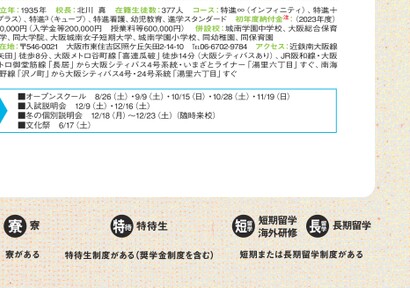 立年：1935年 校長：北川 真 在籍生徒数：377人 コース：特進∞（インフィニティ）、特進＋
プラス）、特進³（キューブ）、特進看護、幼児教育、進学スタンダード 初年度納付金㊟：（2023年度）
0,000円（入学金等200,000円 授業料等600,000円） 併設校：城南学園中学校、大阪総合保育
学、同大学院、大阪城南女子短期大学、城南学園小学校、同幼稚園、同保育園
在地：〒546-0021 大阪市東住吉区照ケ丘矢田2-14-10 ℡06-6702-9784 アクセス：近鉄南大阪線
矢田」徒歩8分、大阪メトロ谷町線「喜連瓜破」徒歩14分（大阪シティバスあり）、JR阪和線・大阪
トロ御堂筋線「長居」から大阪シティバス4号系統・いまざとライナー「湯里六丁目」すぐ、南海
野線「沢ノ町」から大阪シティバス4号・24号系統「湯里六丁目」すぐ
■オープンスクール 8/26（土）・9/9（土）・10/15（日）・10/28（土）・11/19（日）
■入試説明会 12/9（土）・12/16（土）
■冬の個別説明会 12/18（月）～12/23（土）（随時来校）
■文化祭 6/17（土）
寮 寮
寮がある
特待 特待生
特待生制度がある（奨学金制度を含む）
短留学 短期留学
海外研修
長留学 長期留学
短期または長期留学制度がある